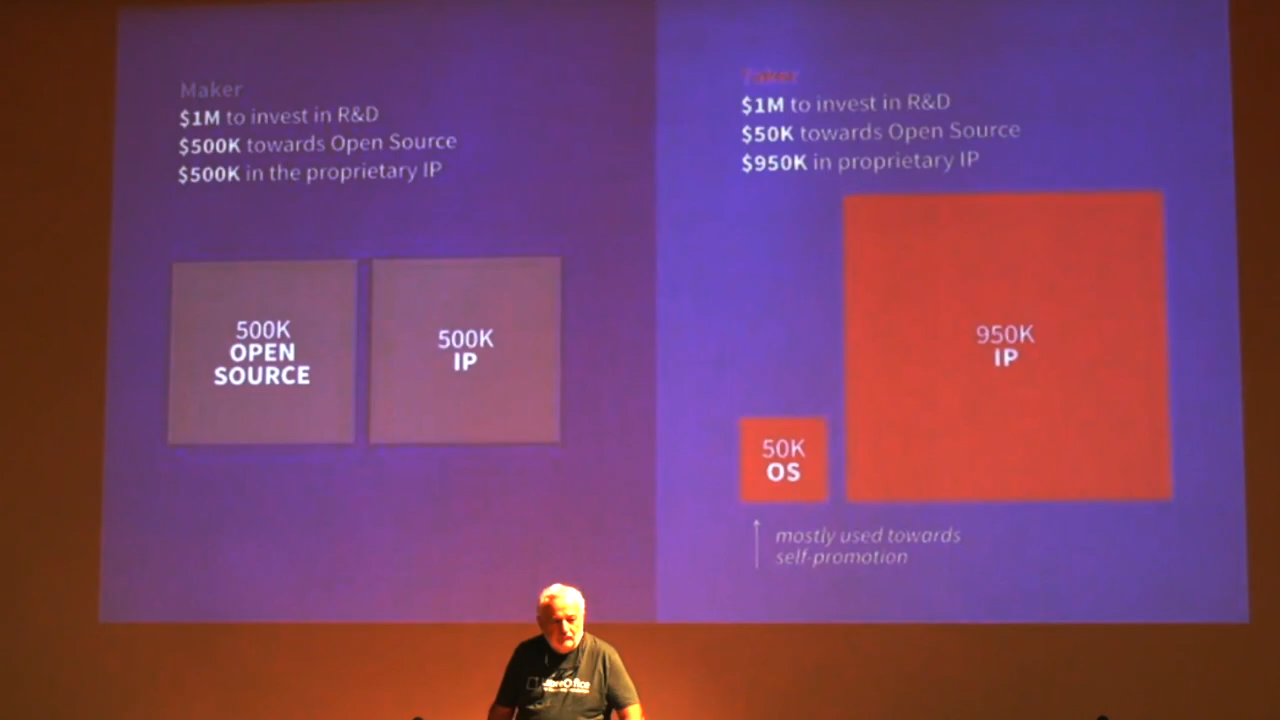 Maker
$1M to invest in R&D
$500K towards Open Source
$500K in the proprietary IP
500K
OPEN
SOURCE
500K
IP
Taker
$1M to invest in R&D
$50K towards Open Source
$950K in proprietary IP
950K
IP
50K
OS
mostly used towards
self-promotion
LibreOffice